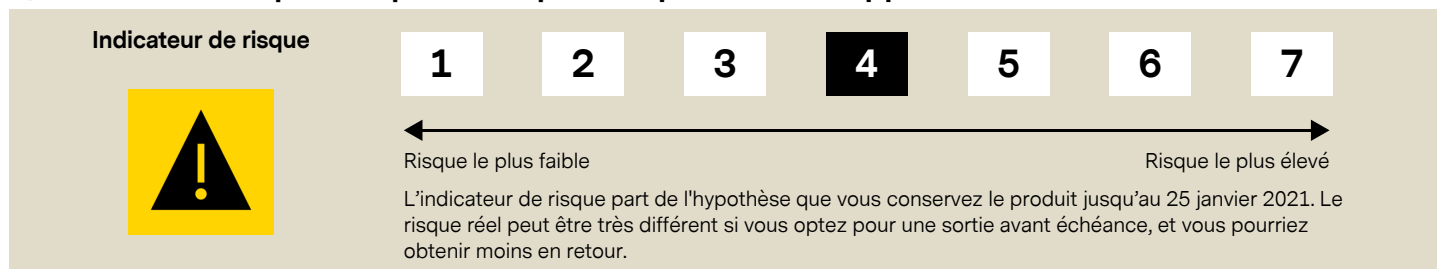 Indicateur de risque
1 2 3 4 5 6 7
Risque le plus faible Risque le plus élevé
L’indicateur de risque part de l'hypothèse que vous conservez le produit jusqu’au 25 janvier 2021. Le
risque réel peut être très différent si vous optez pour une sortie avant échéance, et vous pourriez
obtenir moins en retour.